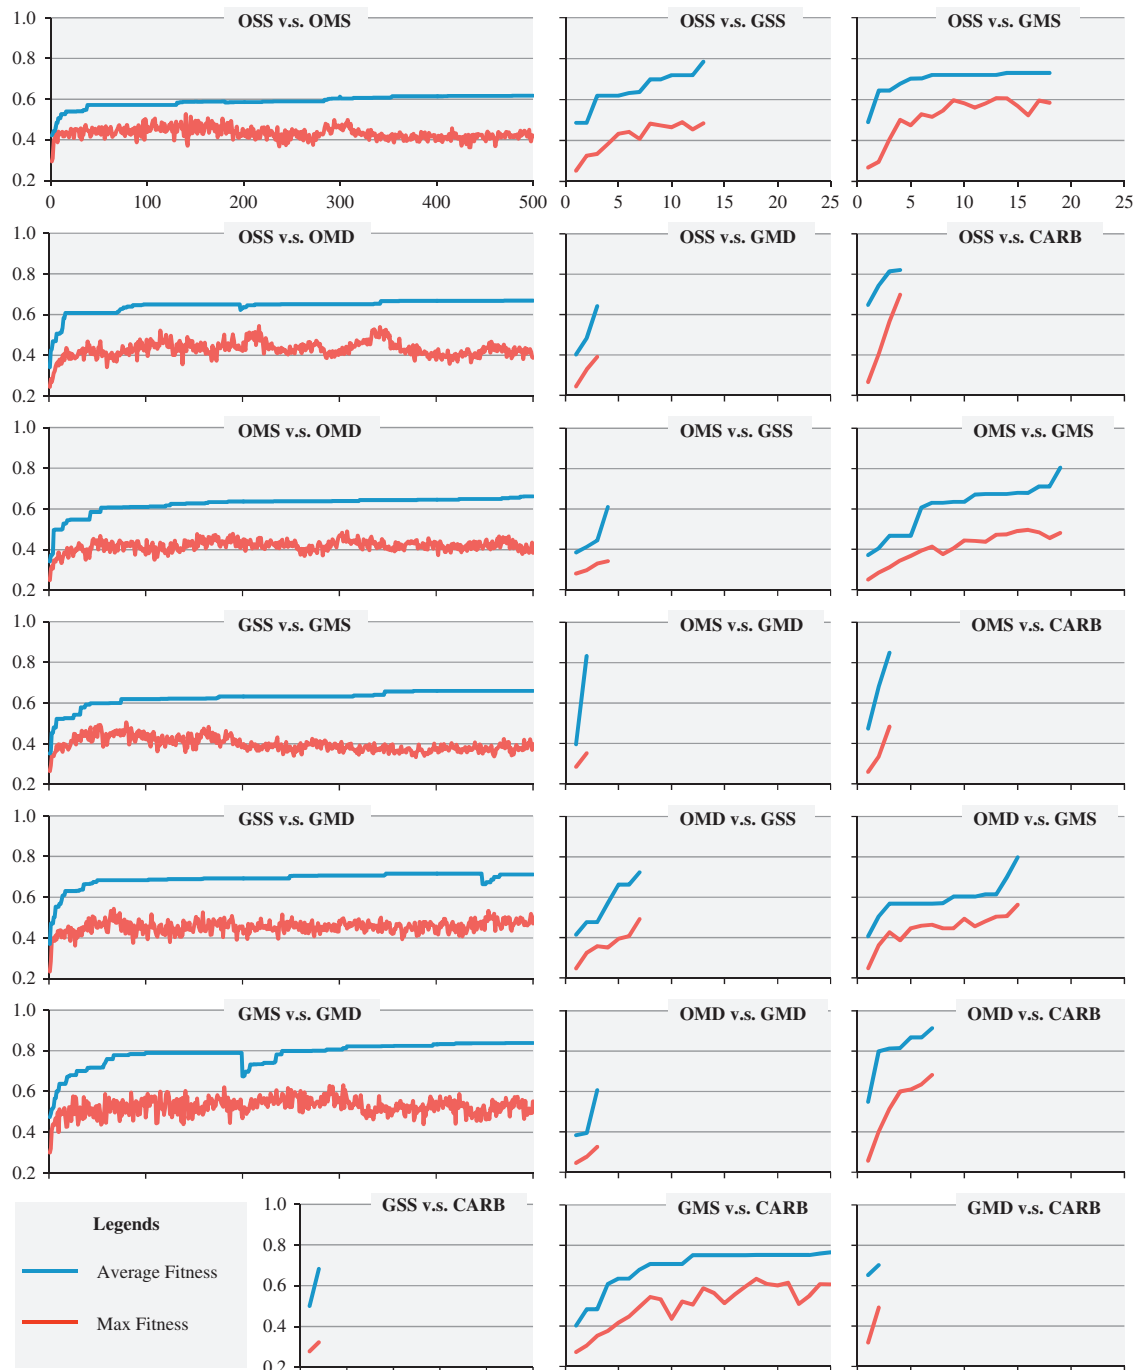 OSS v.s. OMS
OSS v.s. GSS
OSS v.s. GMS
1.0
0.8
0.6
0.4
0.2
0 100 200 300 400 500
0 5 10 15 20 25
0 5 10 15 20 25
OSS v.s. OMD
OSS v.s. GMD
OSS v.s. CARB
1.0
0.8
0.6
0.4
0.2
OMS v.s. OMD
OMS v.s. GSS
OMS v.s. GMS
1.0
0.8
0.6
0.4
0.2
GSS v.s. GMS
OMS v.s. GMD
OMS v.s. CARB
1.0
0.8
0.6
0.4
0.2
GSS v.s. GMD
OMD v.s. GSS
OMD v.s. GMS
1.0
0.8
0.6
0.4
0.2
GMS v.s. GMD
OMD v.s. GMD
OMD v.s. CARB
1.0
0.8
0.6
0.4
0.2
Legends
Average Fitness
Max Fitness
GSS v.s. CARB
GMS v.s. CARB
GMD v.s. CARB
1.0
0.8
0.6
0.4
0.2